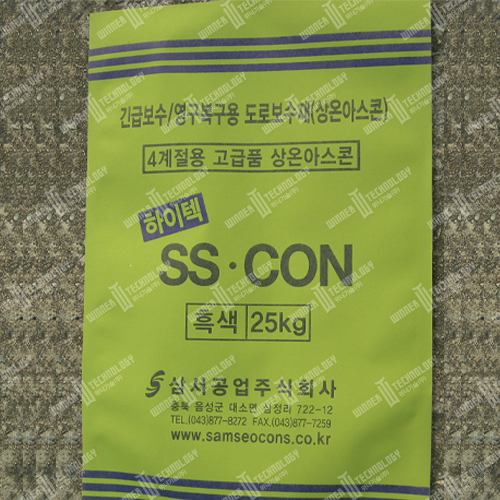 긴급보수/영구복구용 도로보수재(상온아스콘)
4계절용 고급품 상온아스콘
하이텍
SS·CON
흑색 25kg
삼서공업주식회사
충북 음성군 대소면 삼정리 722-12
TEL.(043)877-8272 FAX.(043)877-7259
www.samseocons.co.kr
WINNER TECHNOLOGY